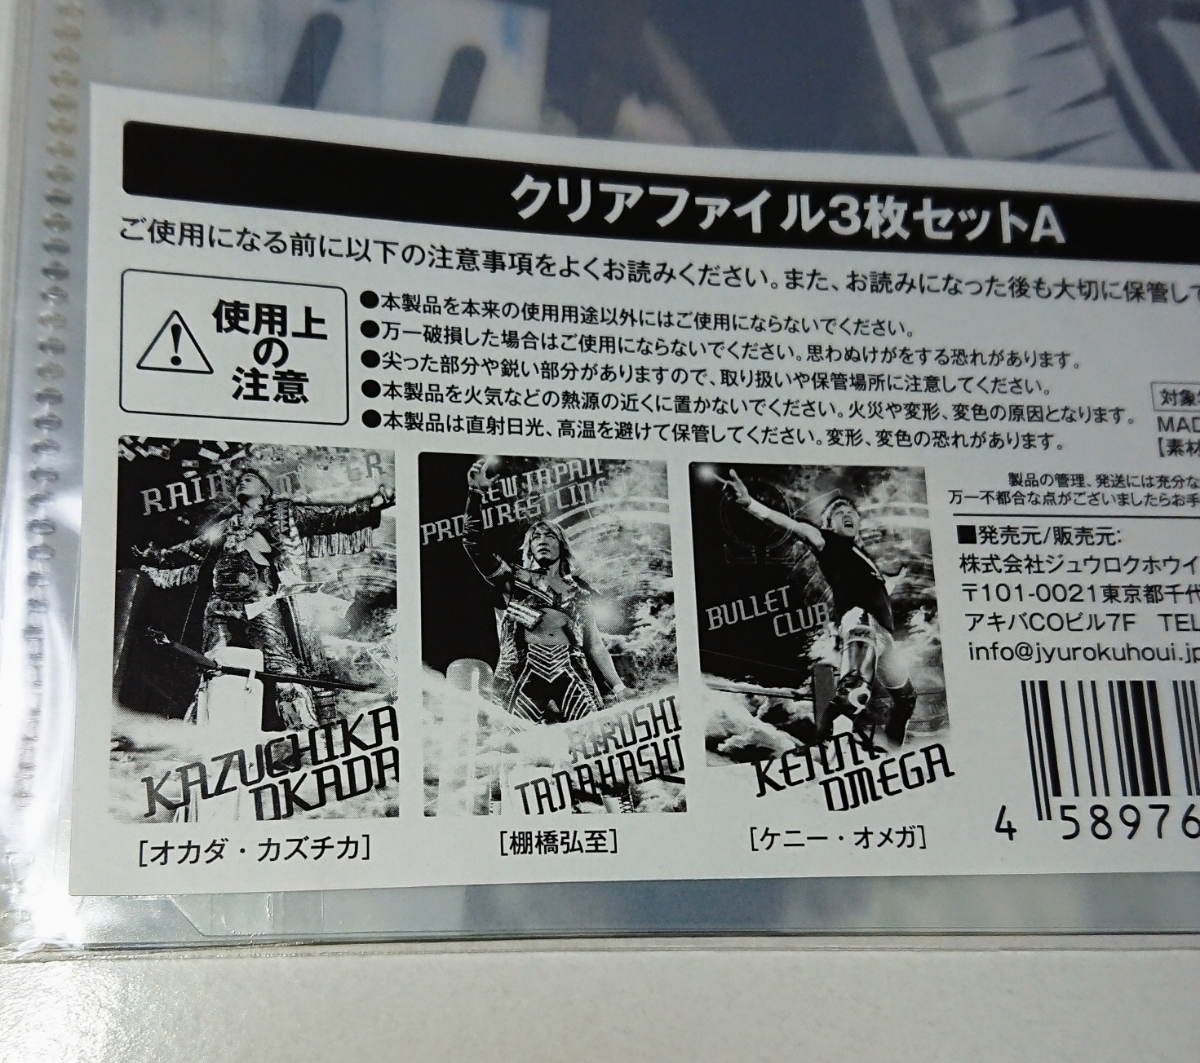 クリアファイル3枚セットA
ご使用になる前に以下の注意事項をよくお読みください。また、お読みになった後も大切に保管して
使用上
の
注意
●本製品を本来の使用用途以外にはご使用にならないでください。
●万一破損した場合はご使用にならないでください。思わぬけがをする恐れがあります。
●尖った部分や鋭い部分がありますので、取り扱いや保管場所に注意してください。
●本製品を火気などの熱源の近くに置かないでください。火災や変形、変色の原因となります。
●本製品は直射日光、高温を避けて保管してください。変形、変色の恐れがあります。
対象
MAD
【素材
製品の管理、発送には充分な
万一不都合な点がございましたらお手
■発売元/販売元:
株式会社ジュウロクホウイ
〒101-0021東京都千代
アキバCOビル7F TEL
info@jyurokuhoui.jp
4 58976
KAZUCHIKA
OKADA
[オカダ・カズチカ]
NEW JAPAN
PRO WRESTLING
HIROSHI
TANAHASHI
[棚橋弘至]
BULLET
CLUB
KENNY
OMEGA
[ケニー・オメガ]